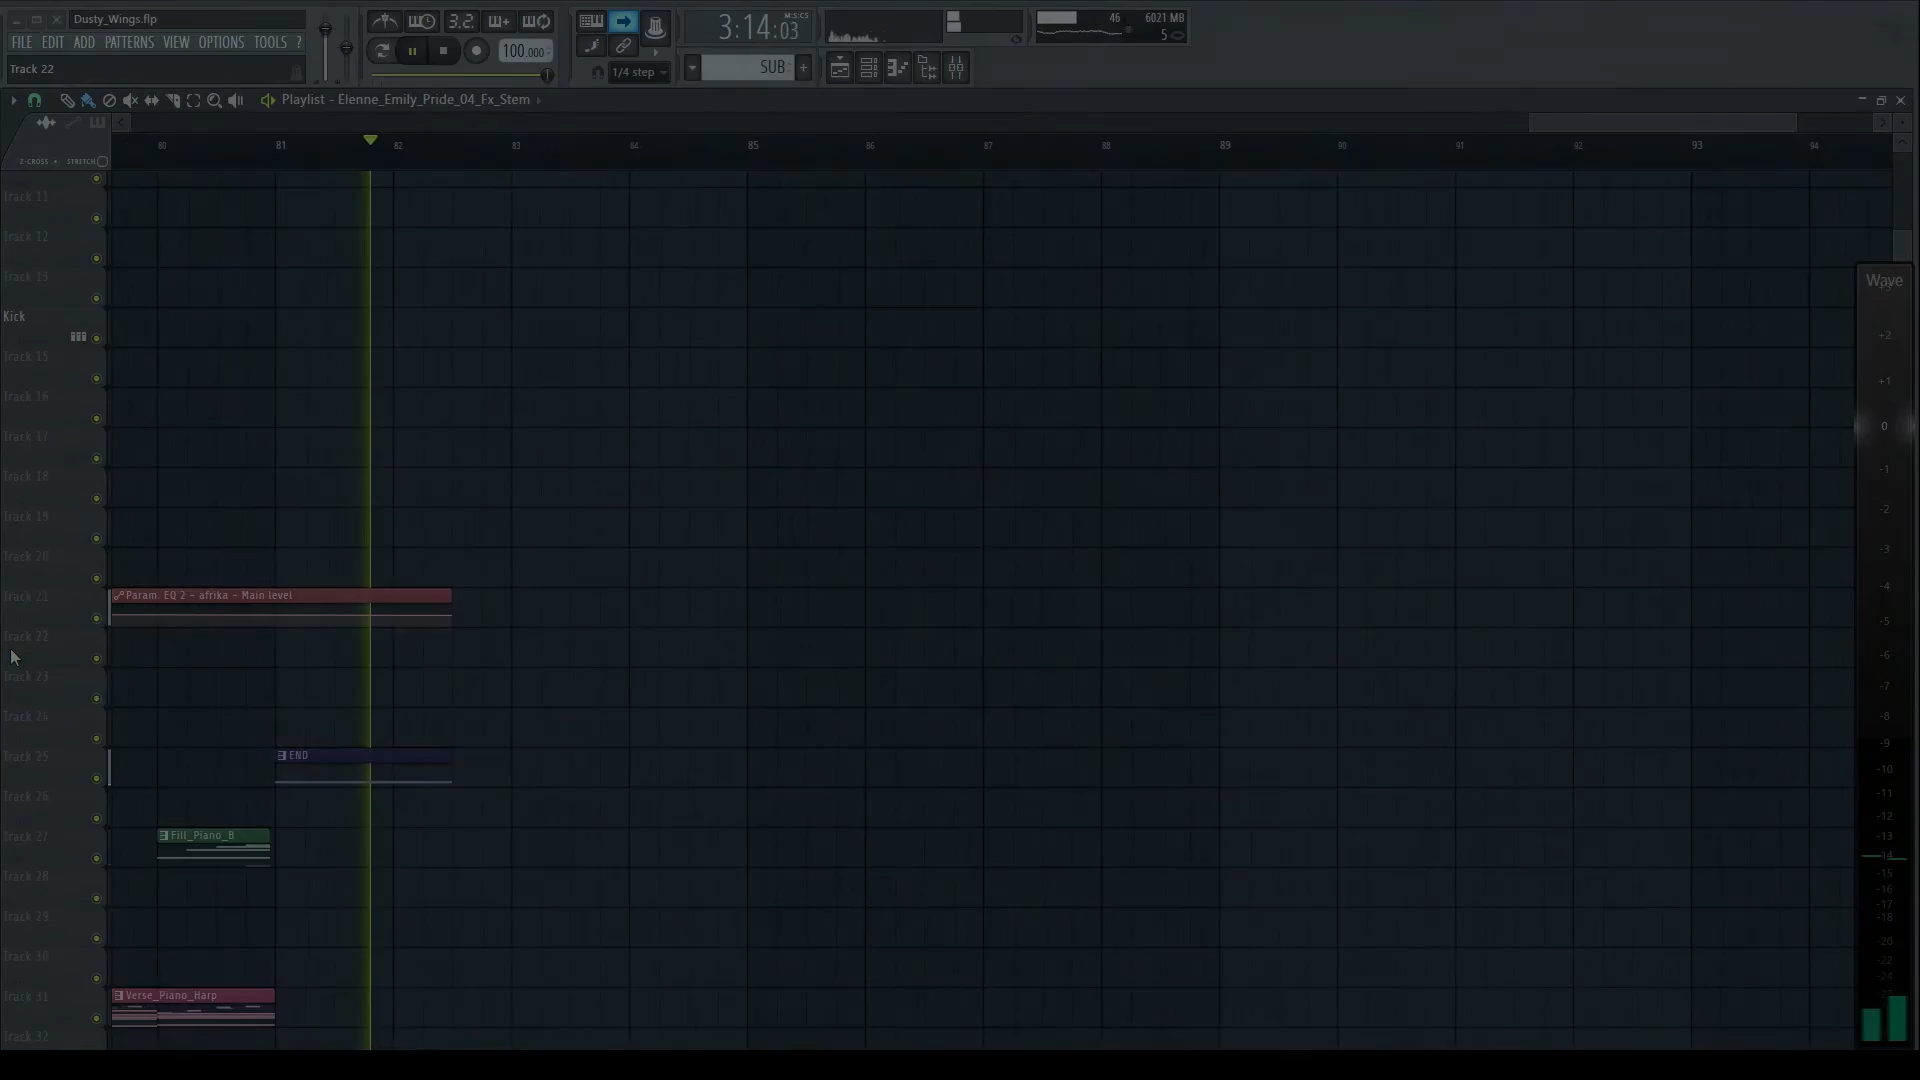 Dusty_Wings.flp
FILE EDIT ADD PATTERNS VIEW OPTIONS TOOLS ?
Track 22
3.2.
100.000
1/4 step
3:14:03
M:S:CS
SUB
46
6021 MB
5
Playlist - Elenne_Emily_Pride_04_Fx_Stem
Z-CROSS
STRETCH
80 81 82 83 84 85 86 87 88 89 90 91 92 93 94
Track 11
Track 12
Track 13
Kick
Track 15
Track 16
Track 17
Track 18
Track 19
Track 20
Track 21
Param. EQ 2 - afrika - Main level
Track 22
Track 23
Track 24
Track 25
END
Track 26
Track 27
Fill_Piano_B
Track 28
Track 29
Track 30
Track 31
Verse_Piano_Harp
Track 32
Wave
+2
+1
0
-1
-2
-3
-4
-5
-6
-7
-8
-9
-10
-11
-12
-13
-14
-15
-16
-17
-18
-20
-22
-24